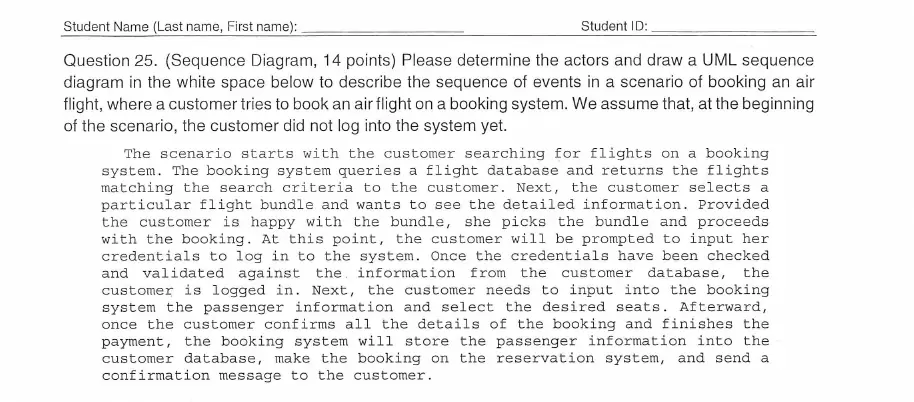 Student Name (Last name, First name): Student ID:
Question 25. (Sequence Diagram, 14 points) Please determine the actors and draw a UML sequence
diagram in the white space below to describe the sequence of events in a scenario of booking an air
flight, where a customer tries to book an air flight on a booking system. We assume that, at the beginning
of the scenario, the customer did not log into the system yet.
The scenario starts with the customer searching for flights on a booking
system. The booking system queries a flight database and returns the flights
matching the search criteria to the customer. Next, the customer selects a
particular flight bundle and wants to see the detailed information. Provided
the customer is happy with the bundle, she picks the bundle and proceeds
with the booking. At this point, the customer will be prompted to input her
credentials to log in to the system. Once the credentials have been checked
and validated against the information from the customer database, the
customer is logged in. Next, the customer needs to input into the booking
system the passenger information and select the desired seats. Afterward,
once the customer confirms all the details of the booking and finishes the
payment, the booking system will store the passenger information into the
customer database, make the booking on the reservation system, and send a
confirmation message to the customer.